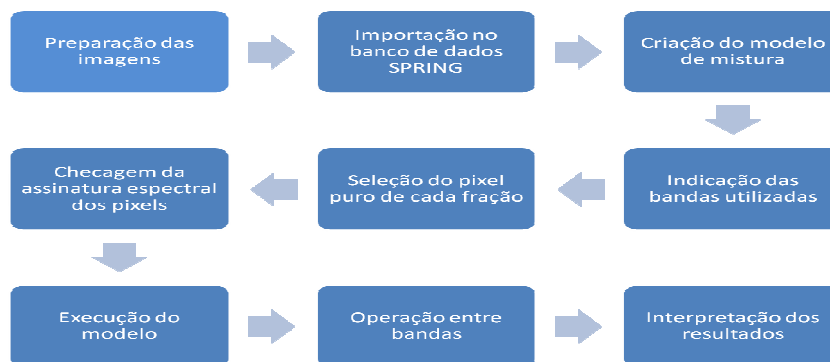 Preparação das
imagens
Importação no
banco de dados
SPRING
Criação do modelo
de mistura
Indicação das
bandas utilizadas
Seleção do pixel
puro de cada fração
Checagem da
assinatura espectral
dos pixels
Execução do
modelo
Operação entre
bandas
Interpretação dos
resultados